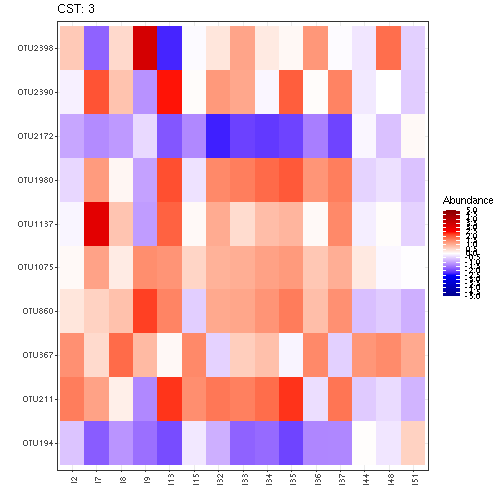 CST: 3
OTU2398
OTU2390
OTU2172
OTU1980
OTU1137
OTU1075
OTU860
OTU367
OTU211
OTU194
I2 I7 I8 I9 I13 I15 I32 I33 I34 I35 I36 I37 I44 I48 I51
Abundance